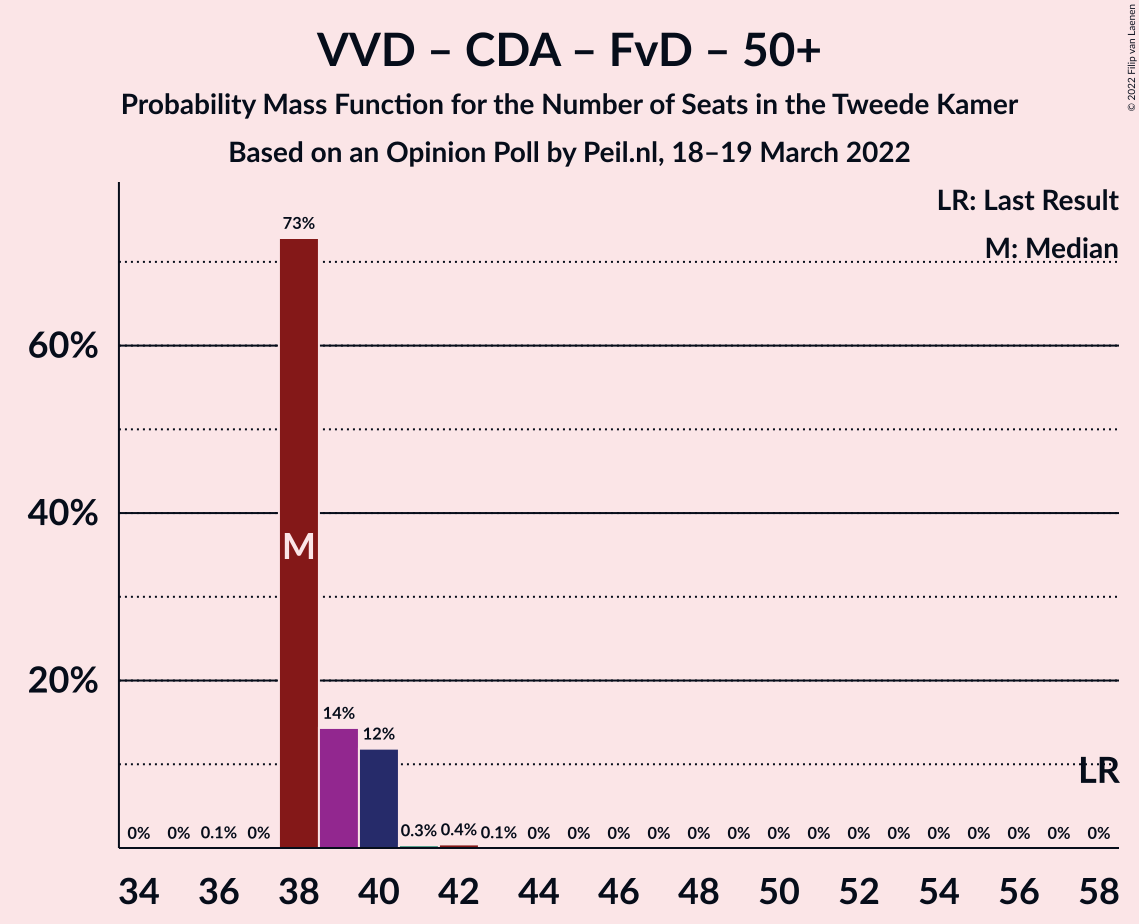 VVD – CDA – FvD – 50+
Probability Mass Function for the Number of Seats in the Tweede Kamer
Based on an Opinion Poll by Peil.nl, 18–19 March 2022
© 2022 Filip van Laenen
LR: Last Result
M: Median
73%
60%
40%
M
20%
14%
12%
LR
0% 0% 0.1% 0% 0.3% 0.4% 0.1% 0% 0% 0% 0% 0% 0% 0% 0% 0% 0% 0% 0% 0% 0% 0%
34 36 38 40 42 44 46 48 50 52 54 56 58